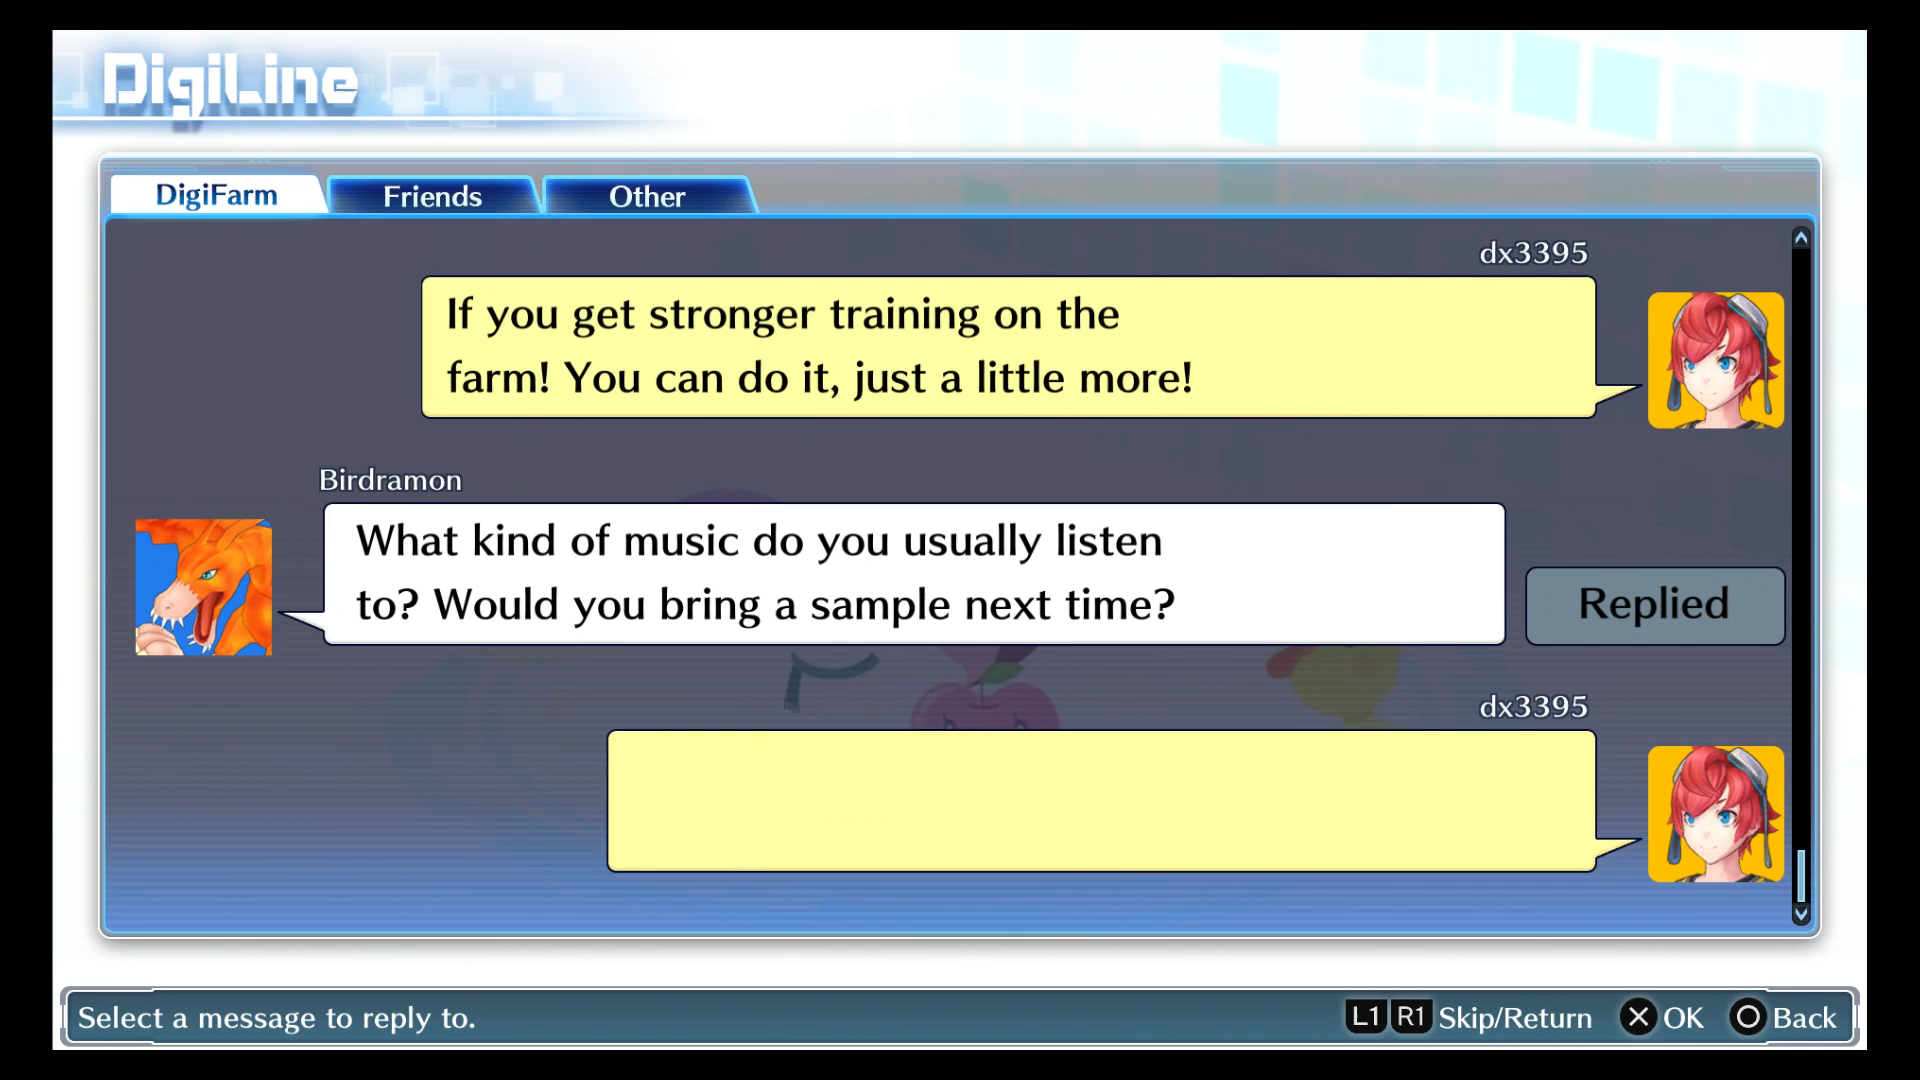 DigiLine
DigiFarm
Friends
Other
dx3395
If you get stronger training on the
farm! You can do it, just a little more!
Birdramon
What kind of music do you usually listen
to? Would you bring a sample next time?
Replied
dx3395
Select a message to reply to.
L1 R1 Skip/Return
OK
Back